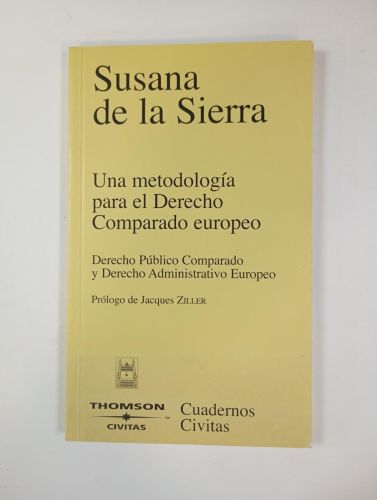 Susana
de la Sierra
Una metodología
para el Derecho
Comparado europeo
Derecho Público Comparado
y Derecho Administrativo Europeo
Prólogo de Jacques ZILLER
THOMSON
CIVITAS
Cuadernos
Civitas